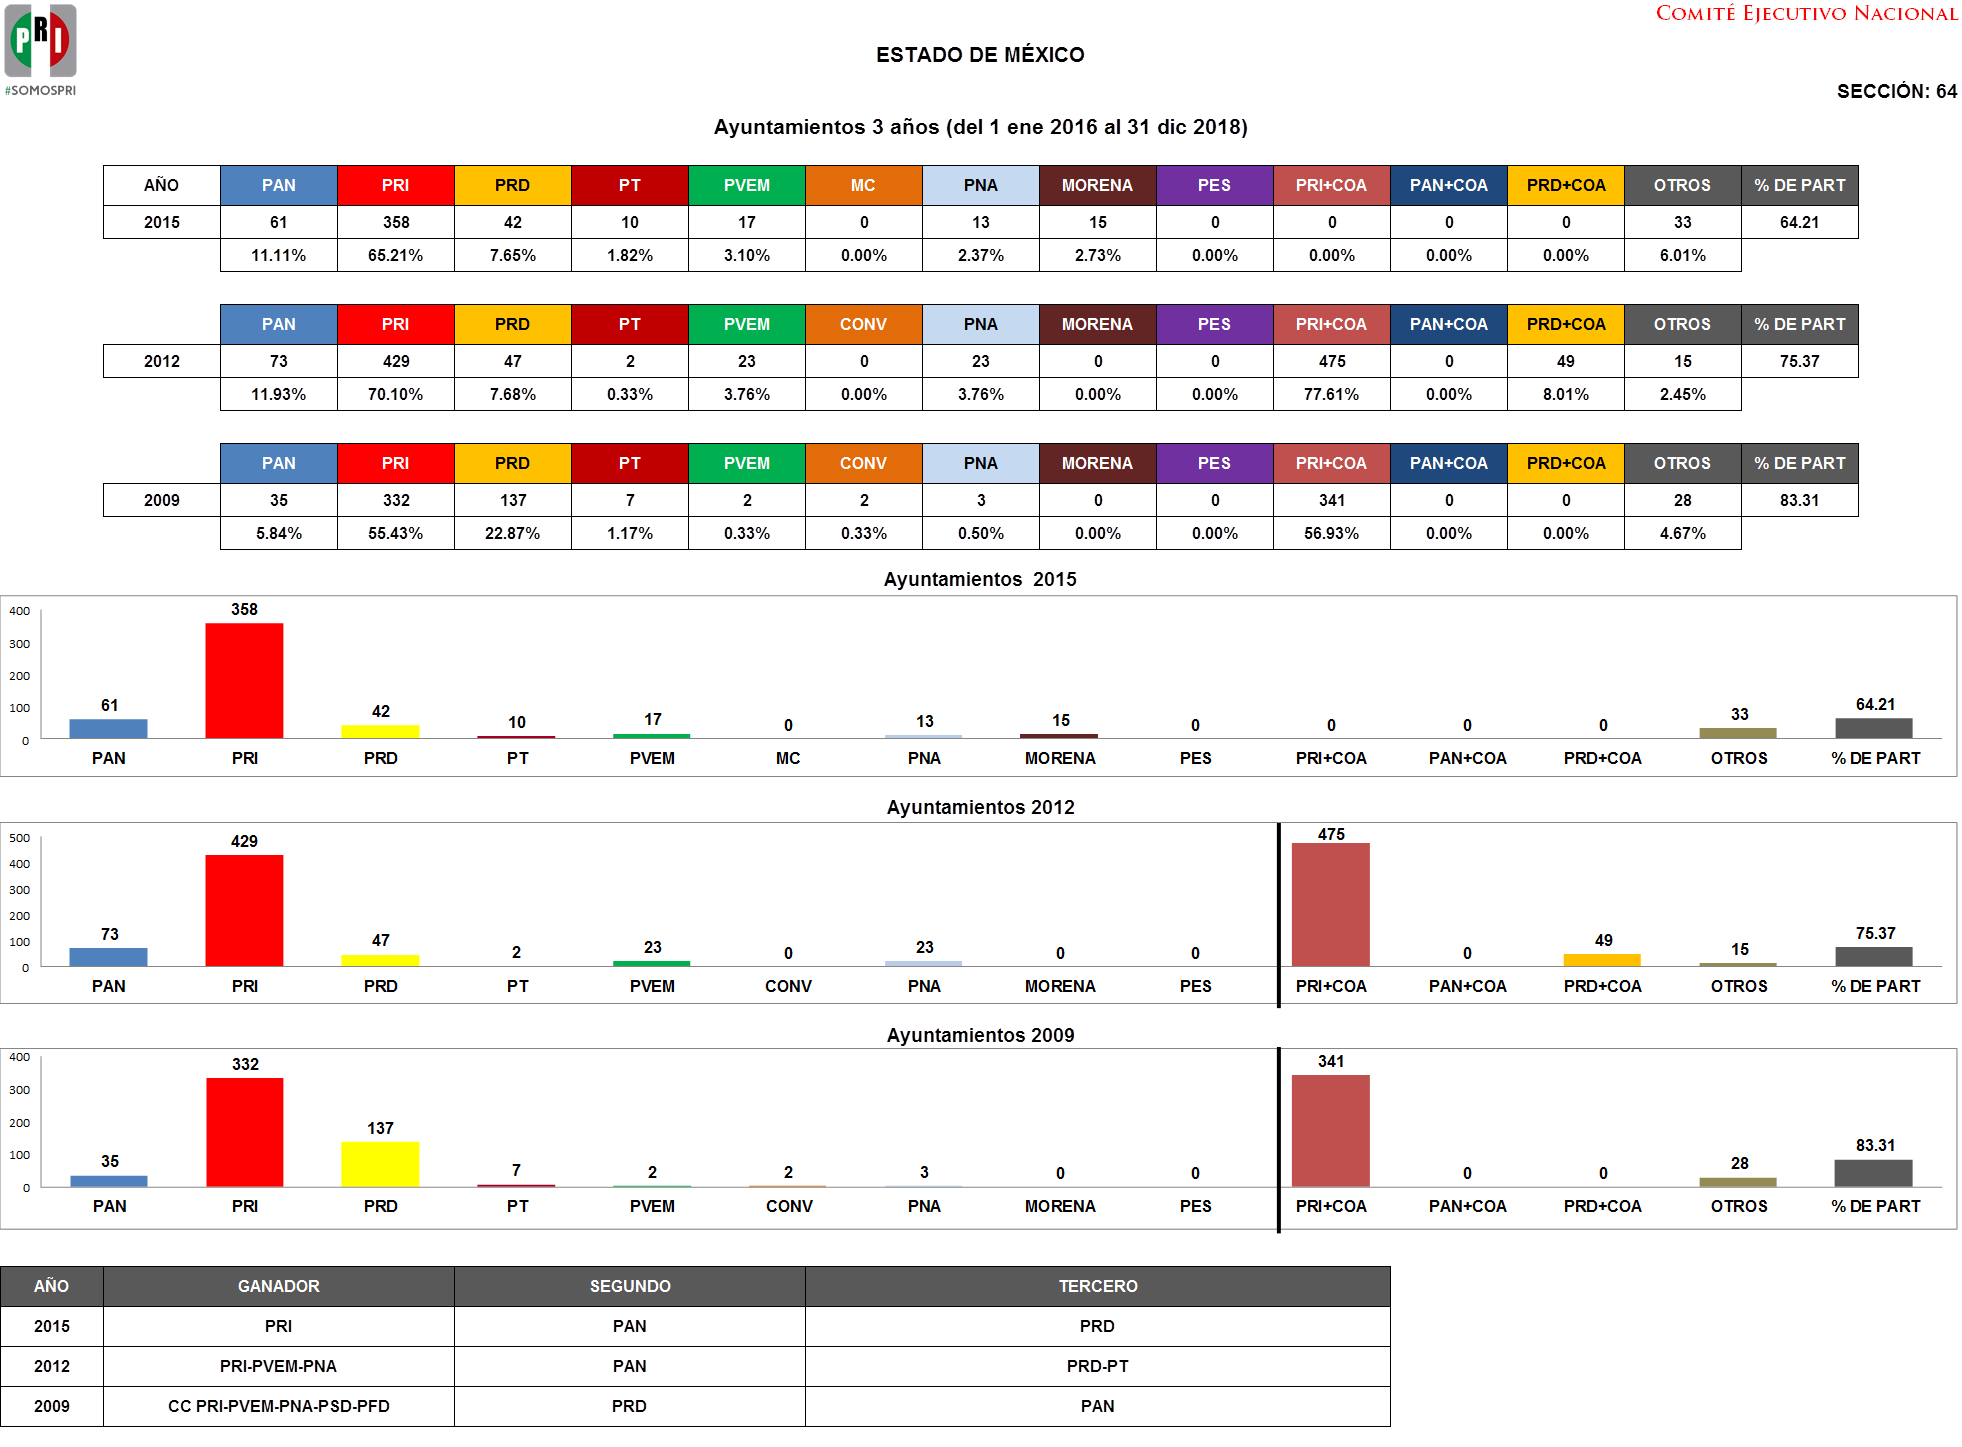 PRI
#SOMOSPRI
COMITÉ EJECUTIVO NACIONAL
ESTADO DE MÉXICO
SECCIÓN: 64
Ayuntamientos 3 años (del 1 ene 2016 al 31 dic 2018)
AÑO PAN PRI PRD PT PVEM MC PNA MORENA PES PRI+COA PAN+COA PRD+COA OTROS % DE PART
2015 61 358 42 10 17 0 13 15 0 0 0 0 33 64.21
11.11% 65.21% 7.65% 1.82% 3.10% 0.00% 2.37% 2.73% 0.00% 0.00% 0.00% 0.00% 6.01%
PAN PRI PRD PT PVEM CONV PNA MORENA PES PRI+COA PAN+COA PRD+COA OTROS % DE PART
2012 73 429 47 2 23 0 23 0 0 475 0 49 15 75.37
11.93% 70.10% 7.68% 0.33% 3.76% 0.00% 3.76% 0.00% 0.00% 77.61% 0.00% 8.01% 2.45%
PAN PRI PRD PT PVEM CONV PNA MORENA PES PRI+COA PAN+COA PRD+COA OTROS % DE PART
2009 35 332 137 7 2 2 3 0 0 341 0 0 28 83.31
5.84% 55.43% 22.87% 1.17% 0.33% 0.33% 0.50% 0.00% 0.00% 56.93% 0.00% 0.00% 4.67%
Ayuntamientos 2015
400
300
200
100
0
61 358 42 10 17 0 13 15 0 0 0 0 33 64.21
PAN PRI PRD PT PVEM MC PNA MORENA PES PRI+COA PAN+COA PRD+COA OTROS % DE PART
Ayuntamientos 2012
500
400
300
200
100
0
73 429 47 2 23 0 23 0 0 475 0 49 15 75.37
PAN PRI PRD PT PVEM CONV PNA MORENA PES PRI+COA PAN+COA PRD+COA OTROS % DE PART
Ayuntamientos 2009
400
300
200
100
0
35 332 137 7 2 2 3 0 0 341 0 0 28 83.31
PAN PRI PRD PT PVEM CONV PNA MORENA PES PRI+COA PAN+COA PRD+COA OTROS % DE PART
AÑO GANADOR SEGUNDO TERCERO
2015 PRI PAN PRD
2012 PRI-PVEM-PNA PAN PRD-PT
2009 CC PRI-PVEM-PNA-PSD-PFD PRD PAN